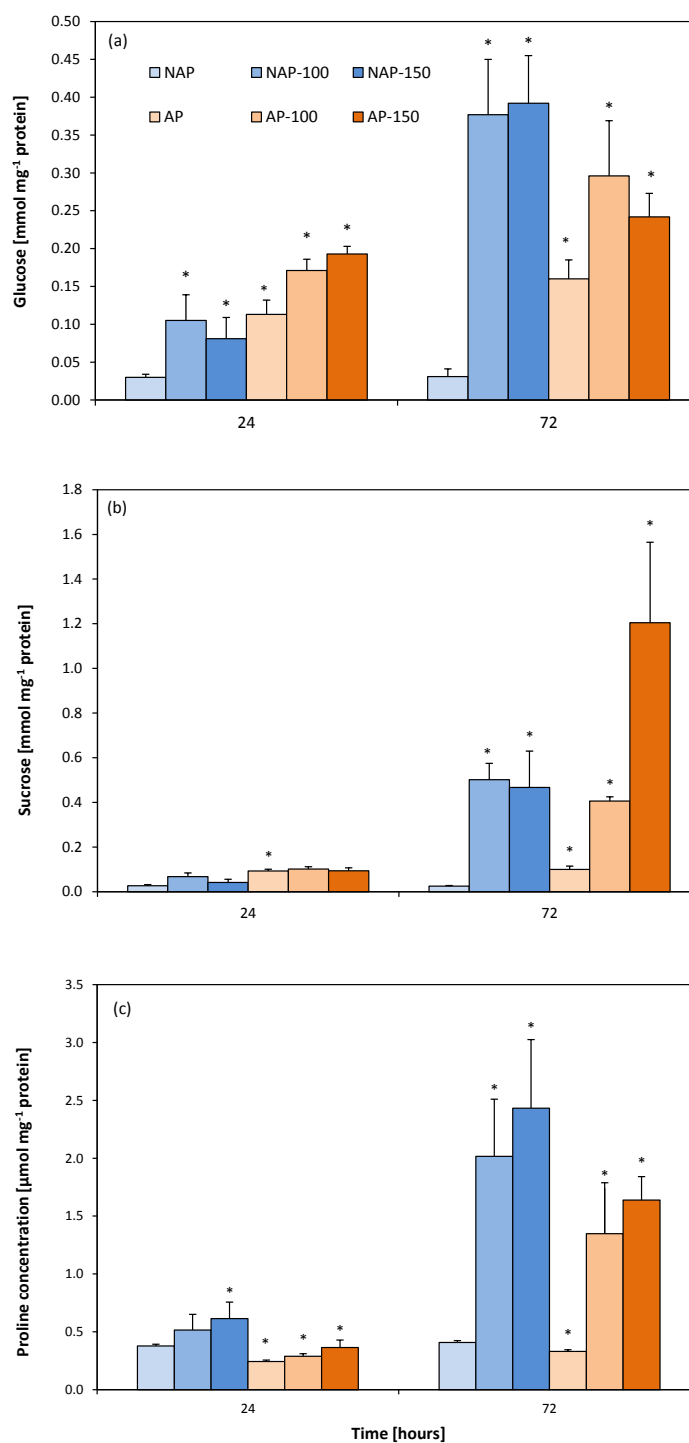 (a)
NAP NAP-100 NAP-150
AP AP-100 AP-150
Glucose [mmol mg⁻¹ protein]
0.50
0.45
0.40
0.35
0.30
0.25
0.20
0.15
0.10
0.05
0.00
* * * * *
* * * * *
24 72
(b)
Sucrose [mmol mg⁻¹ protein]
1.8
1.6
1.4
1.2
1.0
0.8
0.6
0.4
0.2
0.0
*
* * * * *
24 72
(c)
Proline concentration [µmol mg⁻¹ protein]
3.5
3.0
2.5
2.0
1.5
1.0
0.5
0.0
* * * *
* * * * *
24 72
Time [hours]